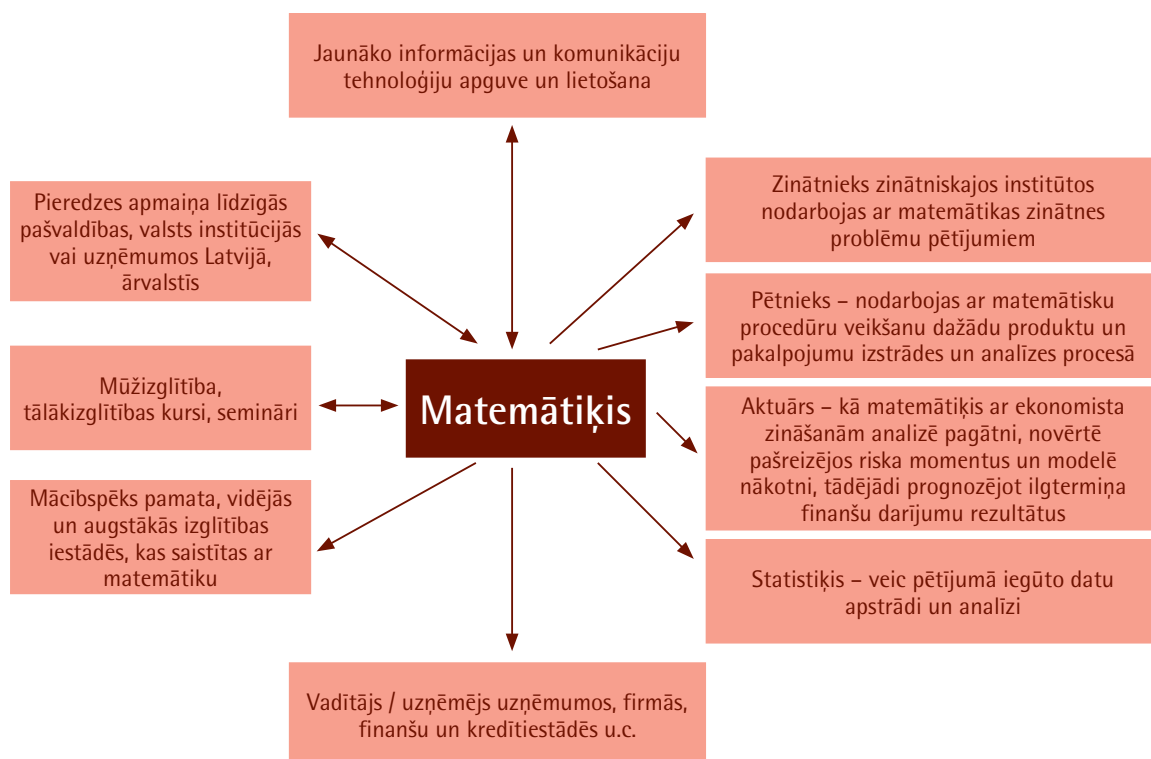 Jaunāko informācijas un komunikāciju
tehnoloģiju apguve un lietošana
Pieredzes apmaiņa līdzīgās
pašvaldības, valsts institūcijās
vai uzņēmumos Latvijā,
ārvalstīs
Mūžizglītība,
tālākizglītības kursi, semināri
Mācībspēks pamata, vidējās
un augstākās izglītības
iestādēs, kas saistītas ar
matemātiku
Matemātiķis
Zinātnieks zinātniskajos institūtos
nodarbojas ar matemātikas zinātnes
problēmu pētījumiem
Pētnieks – nodarbojas ar matemātisku
procedūru veikšanu dažādu produktu un
pakalpojumu izstrādes un analīzes procesā
Aktuārs – kā matemātiķis ar ekonomista
zināšanām analizē pagātni, novērtē
pašreizējos riska momentus un modelē
nākotni, tādējādi prognozējot ilgtermiņa
finanšu darījumu rezultātus
Statistiķis – veic pētījumā iegūto datu
apstrādi un analīzi
Vadītājs / uzņēmējs uzņēmumos, firmās,
finanšu un kredītiestādēs u.c.